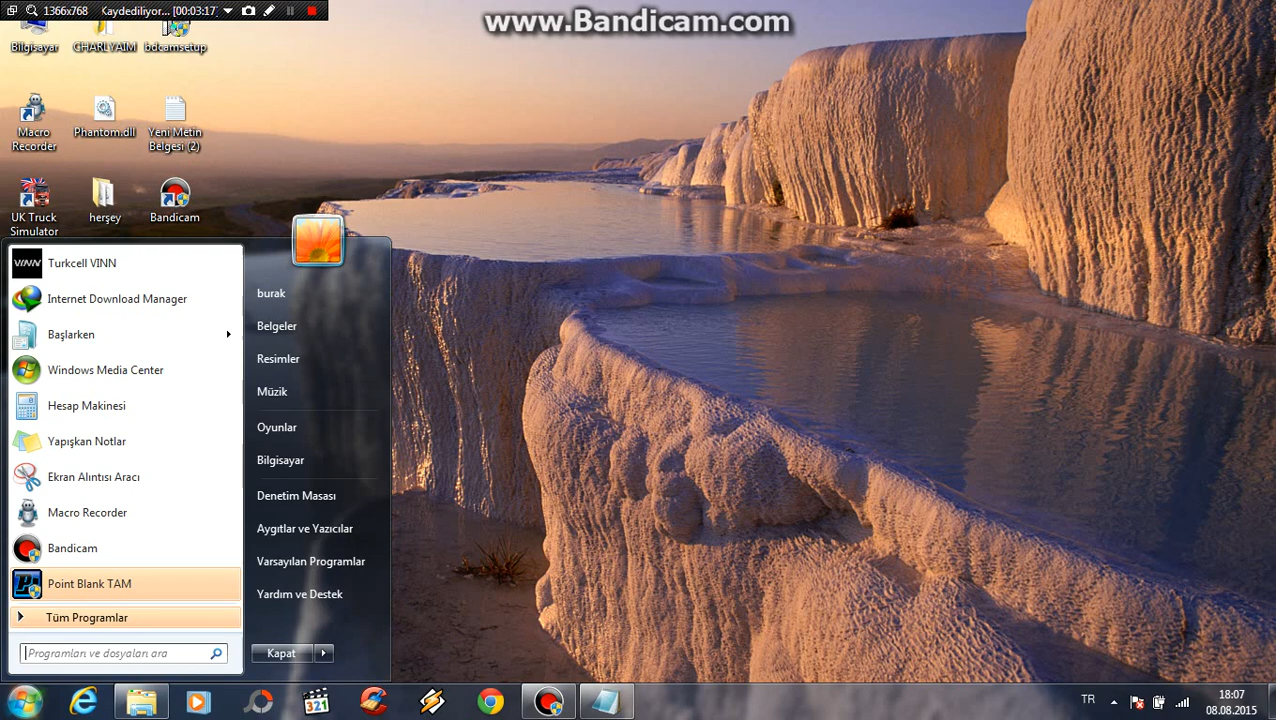 1366x768 Kaydediliyor... [00:03:17]
www.Bandicam.com
Bilgisayar
CHARLYAIM
bdcamsetup
Macro
Recorder
Phantom.dll
Yeni Metin
Belgesi (2)
UK Truck
Simulator
herşey
Bandicam
Turkcell VINN
Internet Download Manager
Başlarken
Windows Media Center
Hesap Makinesi
Yapışkan Notlar
Ekran Alıntısı Aracı
Macro Recorder
Bandicam
Point Blank TAM
Tüm Programlar
Programları ve dosyaları ara
burak
Belgeler
Resimler
Müzik
Oyunlar
Bilgisayar
Denetim Masası
Aygıtlar ve Yazıcılar
Varsayılan Programlar
Yardım ve Destek
Kapat
VINN
321
TR
18:07
08.08.2015